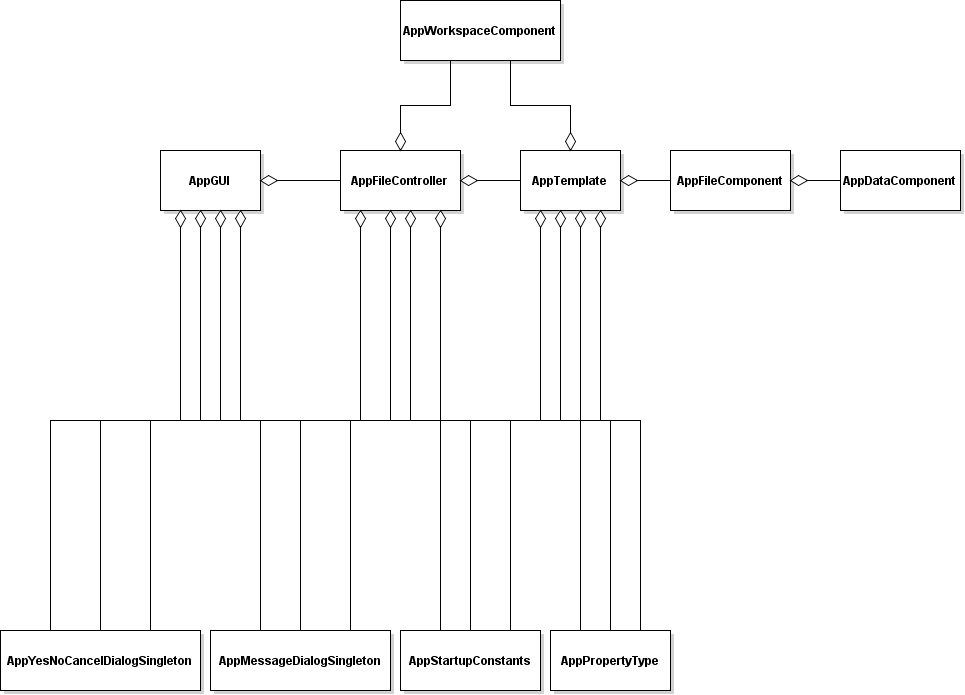 AppWorkspaceComponent
AppGUI
AppFileController
AppTemplate
AppFileComponent
AppDataComponent
AppYesNoCancelDialogSingleton
AppMessageDialogSingleton
AppStartupConstants
AppPropertyType